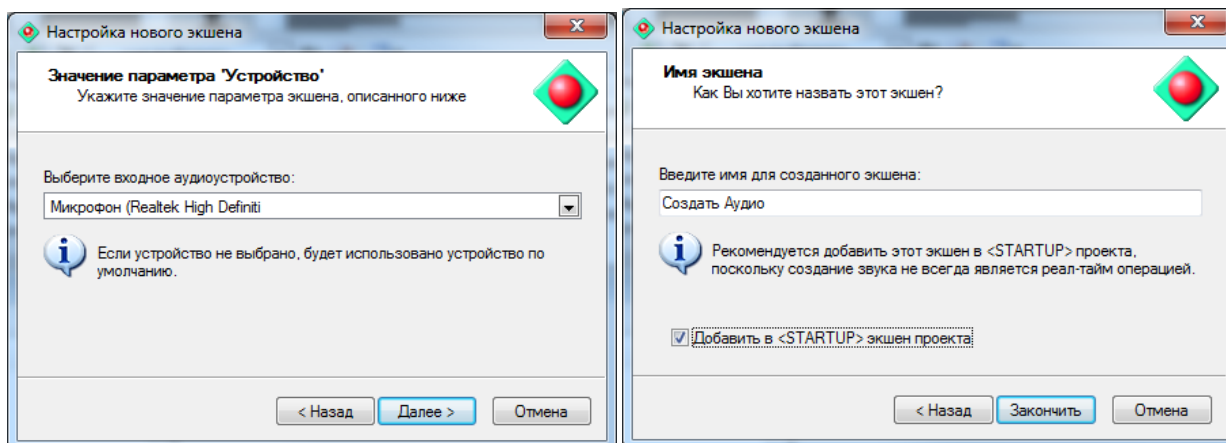 Настройка нового экшена
Значение параметра 'Устройство'
Укажите значение параметра экшена, описанного ниже
Выберите входное аудиоустройство:
Микрофон (Realtek High Definiti
Если устройство не выбрано, будет использовано устройство по
умолчанию.
< Назад
Далее >
Отмена
Настройка нового экшена
Имя экшена
Как Вы хотите назвать этот экшен?
Введите имя для созданного экшена:
Создать Аудио
Рекомендуется добавить этот экшен в <STARTUP> проекта,
поскольку создание звука не всегда является реал-тайм операцией.
Добавить в <STARTUP> экшен проекта
< Назад
Закончить
Отмена